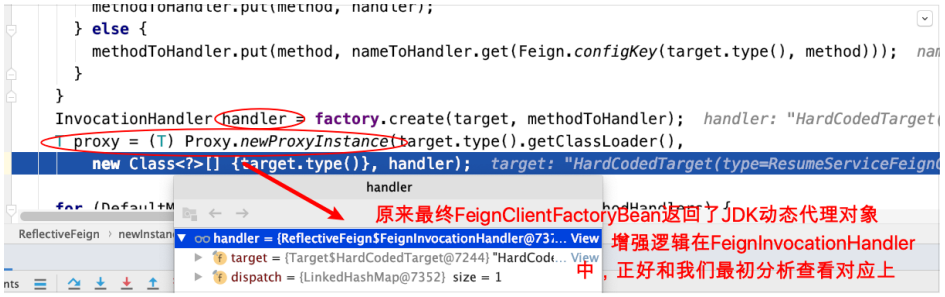 methodToHandler.put(method, handler);
} else {
methodToHandler.put(method, nameToHandler.get(Feign.configKey(target.type(), method)));
}
}
InvocationHandler handler = factory.create(target, methodToHandler); handler: "HardCodedTarget(
T proxy = (T) Proxy.newProxyInstance(target.type().getClassLoader(),
new Class<?>[] {target.type()}, handler); target: "HardCodedTarget(type=ResumeServiceFeignC
handler
for (DefaultM
原来最终FeignClientFactoryBean返回了JDK动态代理对象
ReflectiveFeign › newInstan
handler = {ReflectiveFeign$FeignInvocationHandler@737... View
增强逻辑在FeignInvocationHandler
target = {Target$HardCodedTarget@7244} "HardCode... View
中，正好和我们最初分析查看对应上
nts
dispatch = {LinkedHashMap@7352} size = 1